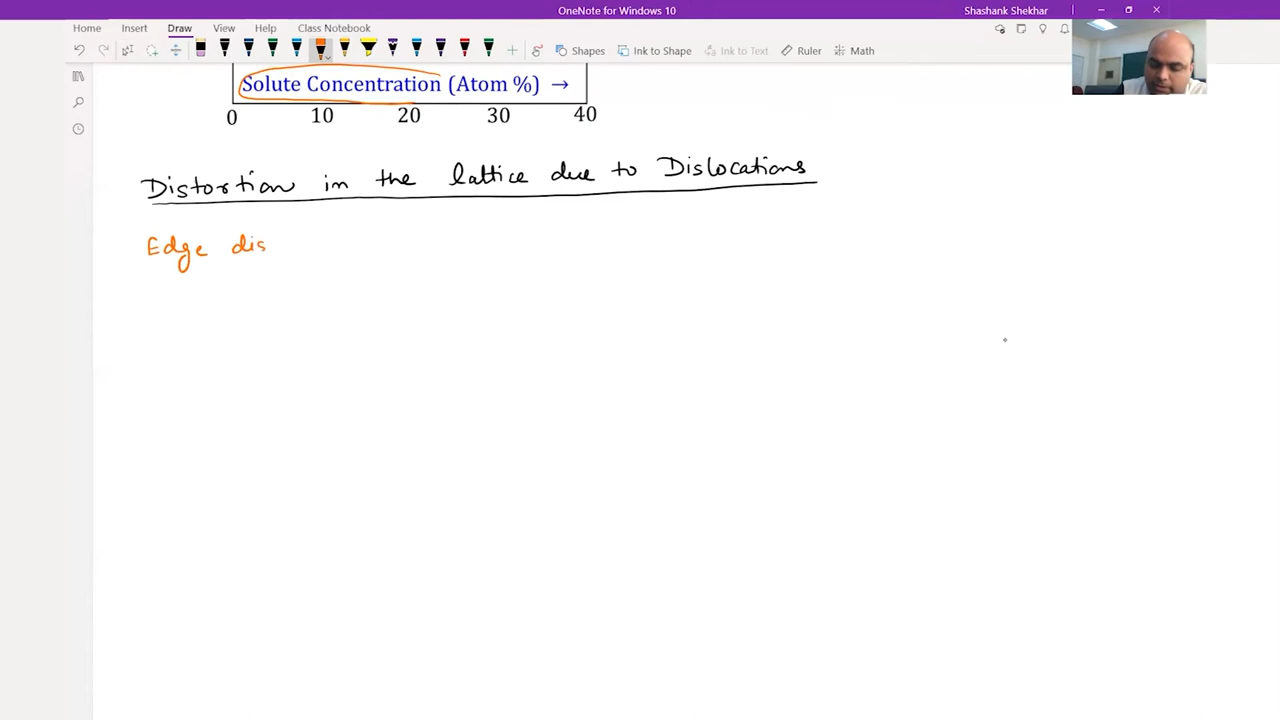 OneNote for Windows 10
Shashank Shekhar
Home Insert Draw View Help Class Notebook
Shapes Ink to Shape Ink to Text Ruler Math
Solute Concentration (Atom %) →
0 10 20 30 40
Distortion in the lattice due to Dislocations
Edge dis